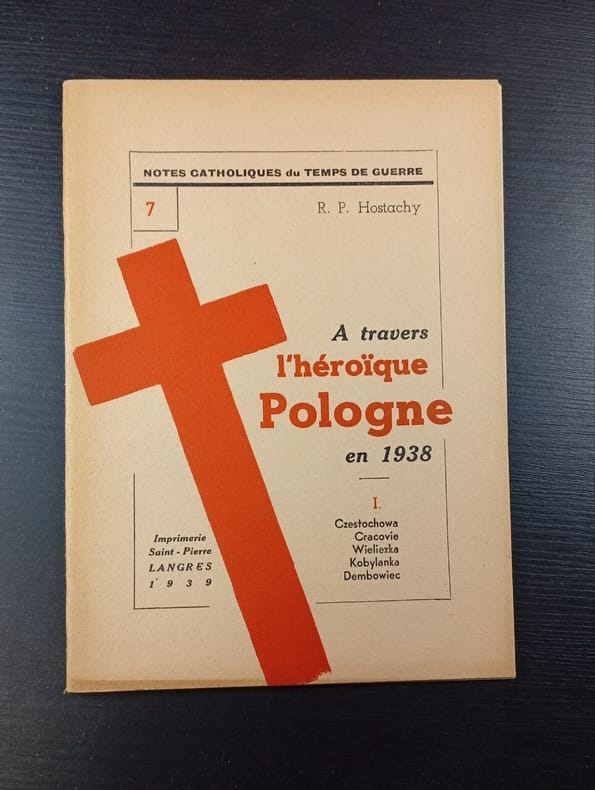 NOTES CATHOLIQUES du TEMPS DE GUERRE
7
R. P. Hostachy
A travers
l'héroïque
Pologne
en 1938
I.
Czestochowa
Cracovie
Wieliezka
Kobylanka
Dembowiec
Imprimerie
Saint-Pierre
LANGRES
1939